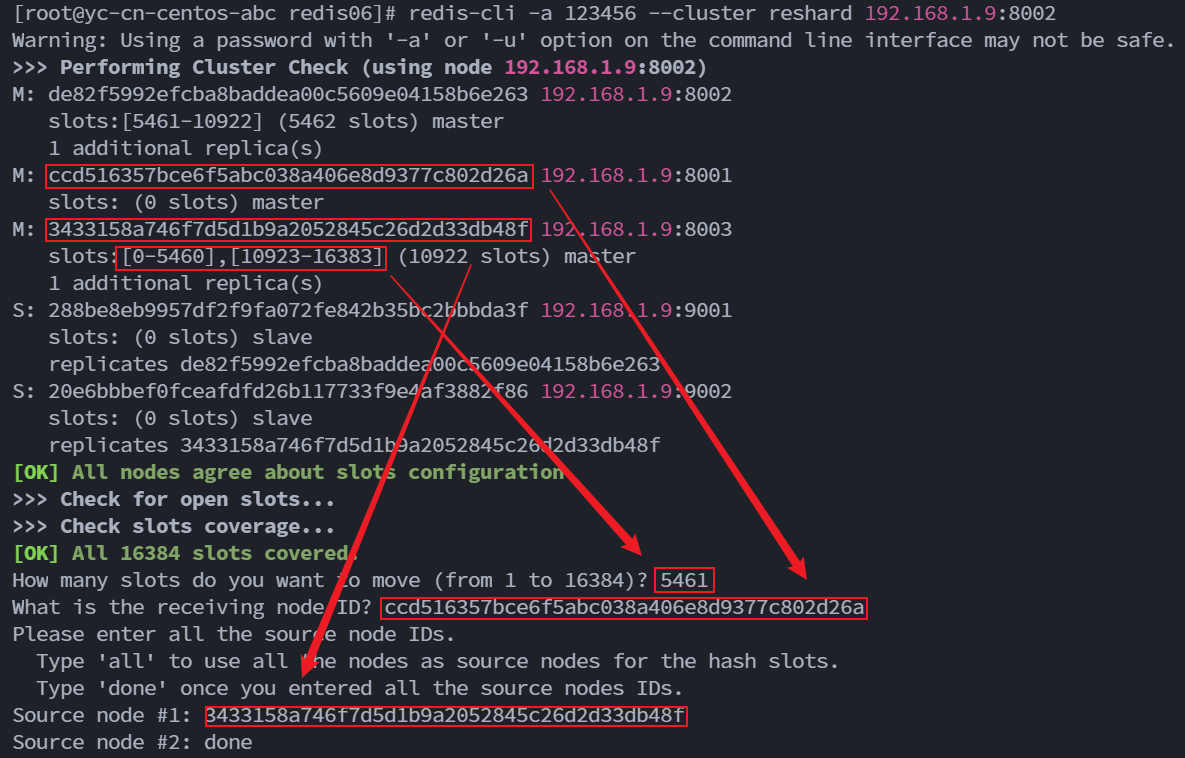 [root@yc-cn-centos-abc redis06]# redis-cli -a 123456 --cluster reshard 192.168.1.9:8002
Warning: Using a password with '-a' or '-u' option on the command line interface may not be safe.
>>> Performing Cluster Check (using node 192.168.1.9:8002)
M: de82f5992efcba8baddea00c5609e04158b6e263 192.168.1.9:8002
   slots:[5461-10922] (5462 slots) master
   1 additional replica(s)
M: ccd516357bce6f5abc038a406e8d9377c802d26a 192.168.1.9:8001
   slots: (0 slots) master
M: 3433158a746f7d5d1b9a2052845c26d2d33db48f 192.168.1.9:8003
   slots:[0-5460],[10923-16383] (10922 slots) master
   1 additional replica(s)
S: 288be8eb9957df2f9fa072fe842b35bc2bbbda3f 192.168.1.9:9001
   slots: (0 slots) slave
   replicates de82f5992efcba8baddea00c5609e04158b6e263
S: 20e6bbbef0fceafdfd26b117733f9e4af3882f86 192.168.1.9:9002
   slots: (0 slots) slave
   replicates 3433158a746f7d5d1b9a2052845c26d2d33db48f
[OK] All nodes agree about slots configuration.
>>> Check for open slots...
>>> Check slots coverage...
[OK] All 16384 slots covered.
How many slots do you want to move (from 1 to 16384)? 5461
What is the receiving node ID? ccd516357bce6f5abc038a406e8d9377c802d26a
Please enter all the source node IDs.
  Type 'all' to use all the nodes as source nodes for the hash slots.
  Type 'done' once you entered all the source nodes IDs.
Source node #1: 3433158a746f7d5d1b9a2052845c26d2d33db48f
Source node #2: done